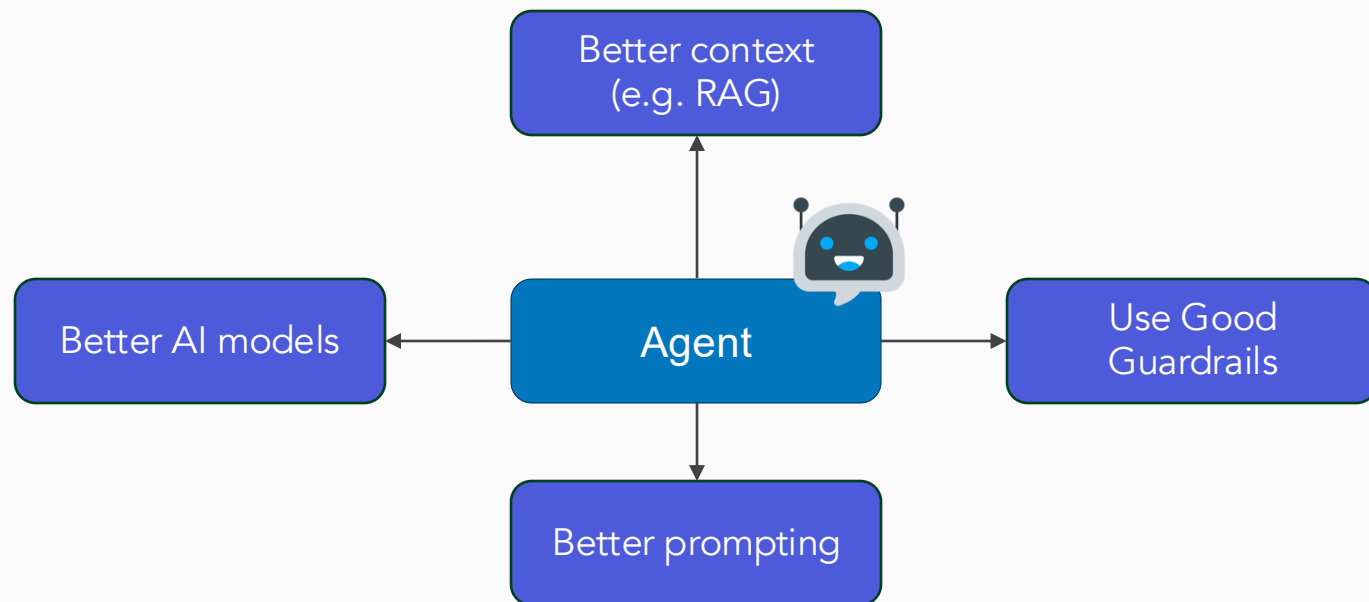 Better context
(e.g. RAG)
Better AI models
Agent
Use Good
Guardrails
Better prompting